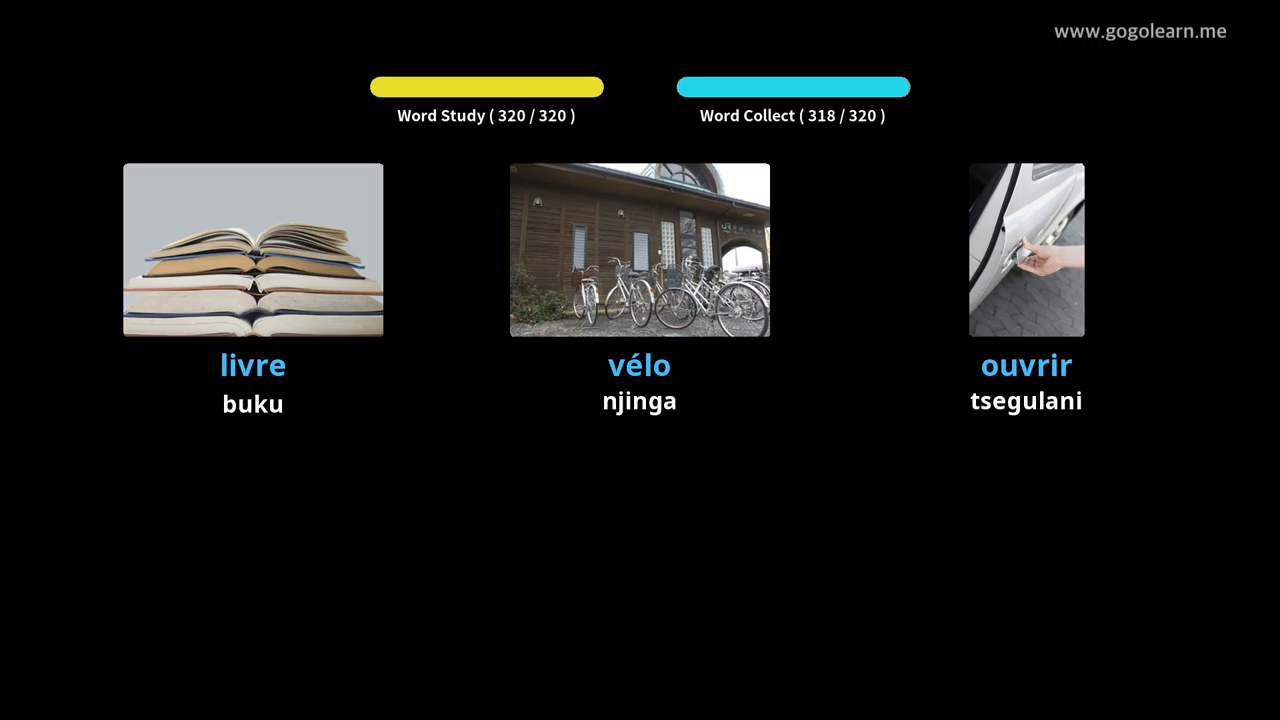 www.gogolearn.me
Word Study ( 320 / 320 )
Word Collect ( 318 / 320 )
livre
buku
vélo
njinga
ouvrir
tsegulani